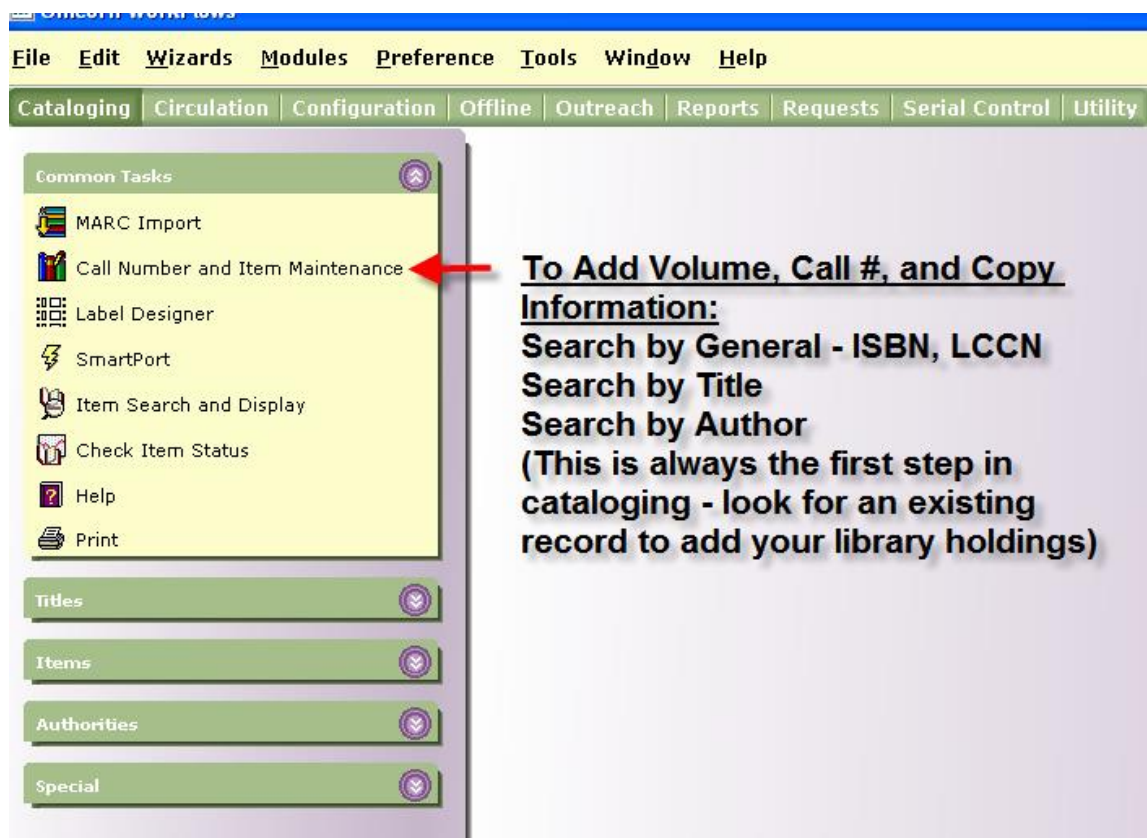 File Edit Wizards Modules Preference Tools Window Help
Cataloging Circulation Configuration Offline Outreach Reports Requests Serial Control Utility
Common Tasks
MARC Import
Call Number and Item Maintenance
Label Designer
SmartPort
Item Search and Display
Check Item Status
Help
Print
Titles
Items
Authorities
Special
To Add Volume, Call #, and Copy
Information:
Search by General - ISBN, LCCN
Search by Title
Search by Author
(This is always the first step in
cataloging - look for an existing
record to add your library holdings)